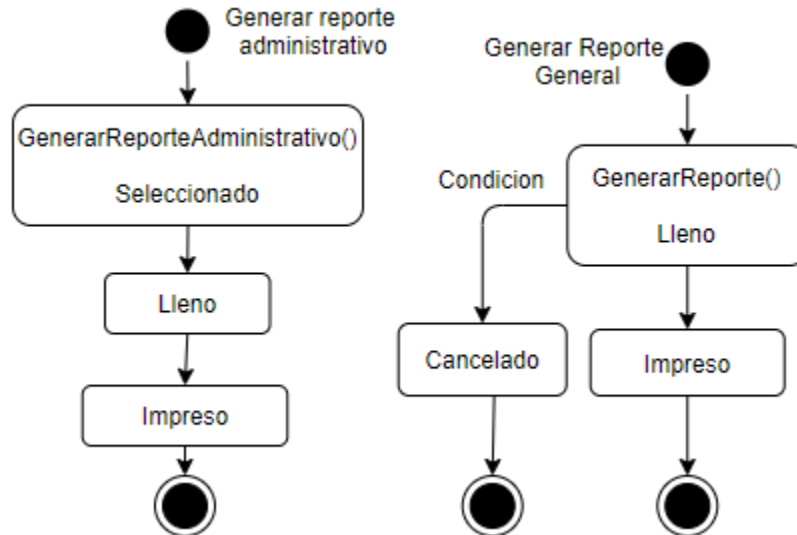 Generar reporte
administrativo
GenerarReporteAdministrativo()
Seleccionado
Lleno
Impreso
Generar Reporte
General
Condicion
GenerarReporte()
Lleno
Cancelado
Impreso